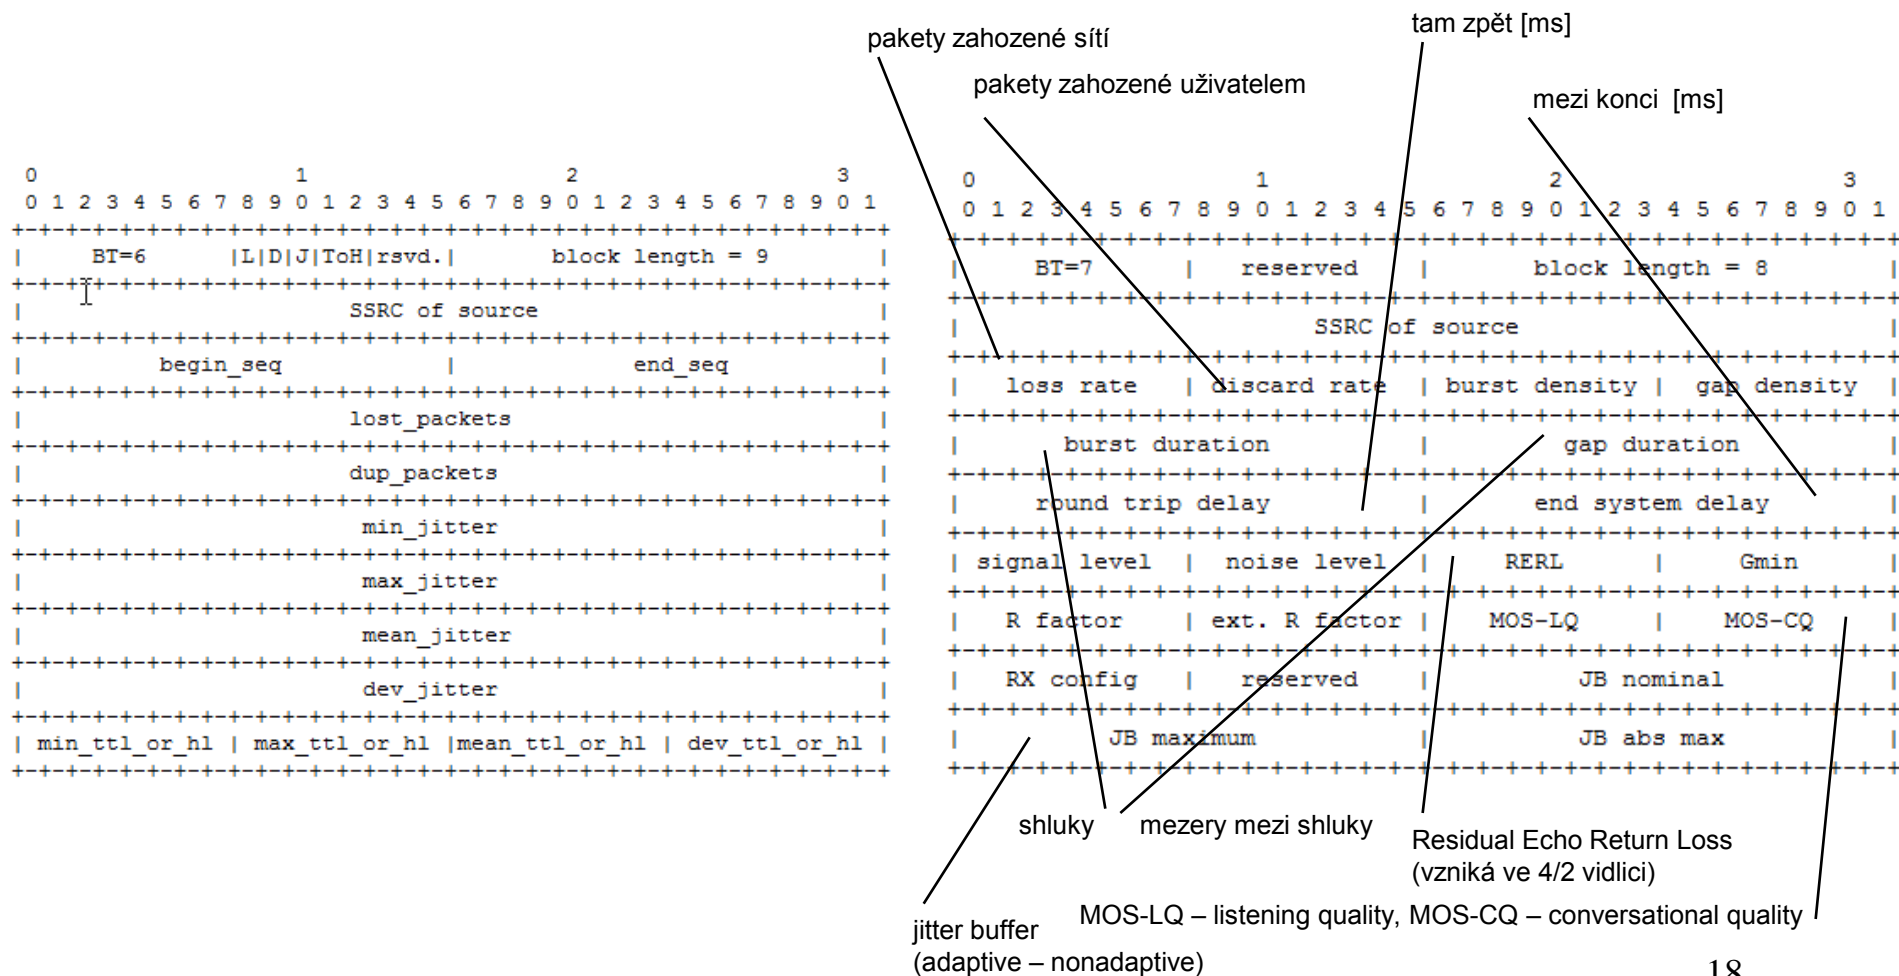 tam zpět [ms]
pakety zahozené sítí
pakety zahozené uživatelem
mezi konci [ms]
0 1 2 3
0 1 2 3 4 5 6 7 8 9 0 1 2 3 4 5 6 7 8 9 0 1 2 3 4 5 6 7 8 9 0 1
+-+-+-+-+-+-+-+-+-+-+-+-+-+-+-+-+-+-+-+-+-+-+-+-+-+-+-+-+-+-+-+-+
| BT=6 |L|D|J|ToH|rsvd.| block length = 9 |
+-+-+-+-+-+-+-+-+-+-+-+-+-+-+-+-+-+-+-+-+-+-+-+-+-+-+-+-+-+-+-+-+
| SSRC of source |
+-+-+-+-+-+-+-+-+-+-+-+-+-+-+-+-+-+-+-+-+-+-+-+-+-+-+-+-+-+-+-+-+
| begin_seq | end_seq |
+-+-+-+-+-+-+-+-+-+-+-+-+-+-+-+-+-+-+-+-+-+-+-+-+-+-+-+-+-+-+-+-+
| lost_packets |
+-+-+-+-+-+-+-+-+-+-+-+-+-+-+-+-+-+-+-+-+-+-+-+-+-+-+-+-+-+-+-+-+
| dup_packets |
+-+-+-+-+-+-+-+-+-+-+-+-+-+-+-+-+-+-+-+-+-+-+-+-+-+-+-+-+-+-+-+-+
| min_jitter |
+-+-+-+-+-+-+-+-+-+-+-+-+-+-+-+-+-+-+-+-+-+-+-+-+-+-+-+-+-+-+-+-+
| max_jitter |
+-+-+-+-+-+-+-+-+-+-+-+-+-+-+-+-+-+-+-+-+-+-+-+-+-+-+-+-+-+-+-+-+
| mean_jitter |
+-+-+-+-+-+-+-+-+-+-+-+-+-+-+-+-+-+-+-+-+-+-+-+-+-+-+-+-+-+-+-+-+
| dev_jitter |
+-+-+-+-+-+-+-+-+-+-+-+-+-+-+-+-+-+-+-+-+-+-+-+-+-+-+-+-+-+-+-+-+
| min_ttl_or_hl | max_ttl_or_hl |mean_ttl_or_hl | dev_ttl_or_hl |
+-+-+-+-+-+-+-+-+-+-+-+-+-+-+-+-+-+-+-+-+-+-+-+-+-+-+-+-+-+-+-+-+
0 1 2 3
0 1 2 3 4 5 6 7 8 9 0 1 2 3 4 5 6 7 8 9 0 1 2 3 4 5 6 7 8 9 0 1
+-+-+-+-+-+-+-+-+-+-+-+-+-+-+-+-+-+-+-+-+-+-+-+-+-+-+-+-+-+-+-+-+
| BT=7 | reserved | block length = 8 |
+-+-+-+-+-+-+-+-+-+-+-+-+-+-+-+-+-+-+-+-+-+-+-+-+-+-+-+-+-+-+-+-+
| SSRC of source |
+-+-+-+-+-+-+-+-+-+-+-+-+-+-+-+-+-+-+-+-+-+-+-+-+-+-+-+-+-+-+-+-+
| loss rate | discard rate | burst density | gap density |
+-+-+-+-+-+-+-+-+-+-+-+-+-+-+-+-+-+-+-+-+-+-+-+-+-+-+-+-+-+-+-+-+
| burst duration | gap duration |
+-+-+-+-+-+-+-+-+-+-+-+-+-+-+-+-+-+-+-+-+-+-+-+-+-+-+-+-+-+-+-+-+
| round trip delay | end system delay |
+-+-+-+-+-+-+-+-+-+-+-+-+-+-+-+-+-+-+-+-+-+-+-+-+-+-+-+-+-+-+-+-+
| signal level | noise level | RERL | Gmin |
+-+-+-+-+-+-+-+-+-+-+-+-+-+-+-+-+-+-+-+-+-+-+-+-+-+-+-+-+-+-+-+-+
| R factor | ext. R factor | MOS-LQ | MOS-CQ |
+-+-+-+-+-+-+-+-+-+-+-+-+-+-+-+-+-+-+-+-+-+-+-+-+-+-+-+-+-+-+-+-+
| RX config | reserved | JB nominal |
+-+-+-+-+-+-+-+-+-+-+-+-+-+-+-+-+-+-+-+-+-+-+-+-+-+-+-+-+-+-+-+-+
| JB maximum | JB abs max |
+-+-+-+-+-+-+-+-+-+-+-+-+-+-+-+-+-+-+-+-+-+-+-+-+-+-+-+-+-+-+-+-+
shluky
mezery mezi shluky
Residual Echo Return Loss
(vzniká ve 4/2 vidlici)
MOS-LQ – listening quality, MOS-CQ – conversational quality
jitter buffer
(adaptive – nonadaptive)
18